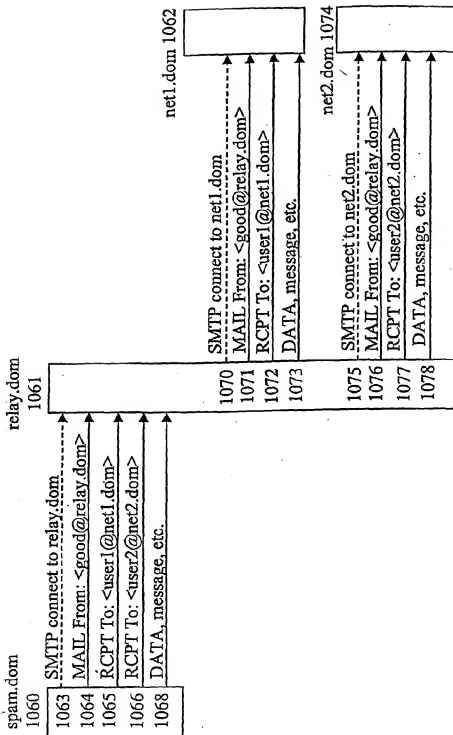 spam.dom
1060
1063 SMTP connect to relay.dom
1064 MAIL From: <good@relay.dom>
1065 RCPT To: <user1@net1.dom>
1066 RCPT To: <user2@net2.dom>
1068 DATA, message, etc.
relay.dom
1061
net1.dom 1062
1070 SMTP connect to net1.dom
1071 MAIL From: <good@relay.dom>
1072 RCPT To: <user1@net1.dom>
1073 DATA, message, etc.
net2.dom 1074
1075 SMTP connect to net2.dom
1076 MAIL From: <good@relay.dom>
1077 RCPT To: <user2@net2.dom>
1078 DATA, message, etc.